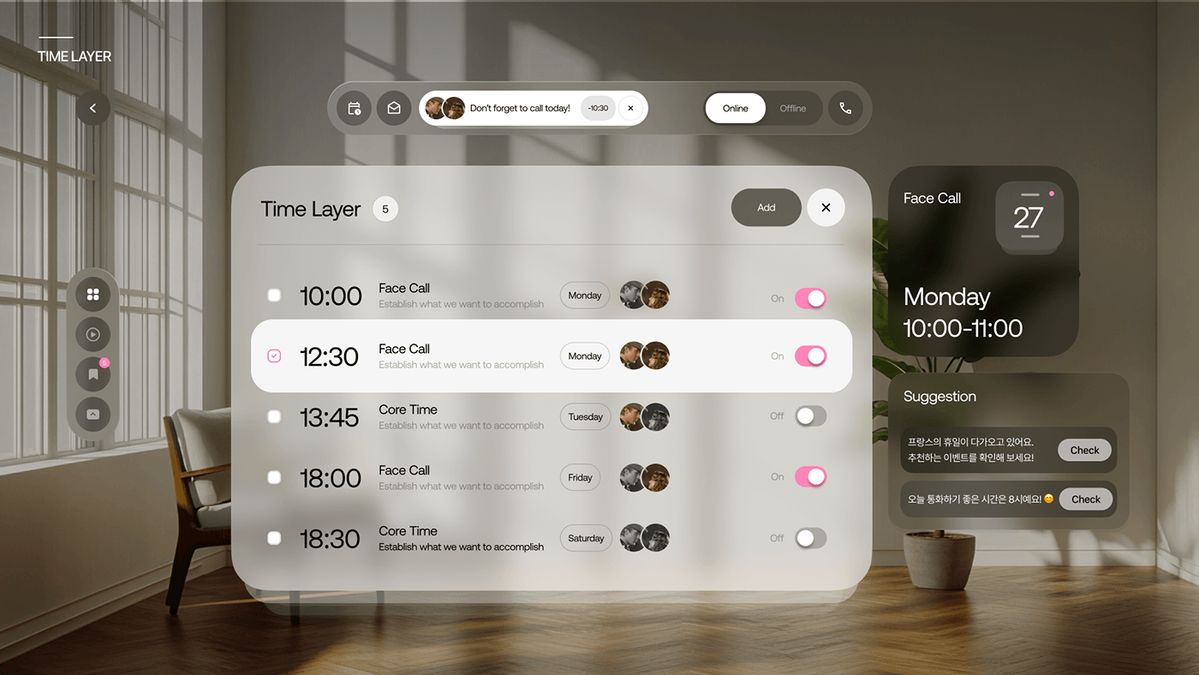 TIME LAYER
Don't forget to call today!
-10:30
Online
Offline
Time Layer
5
Add
10:00
Face Call
Establish what we want to accomplish
Monday
On
12:30
Face Call
Establish what we want to accomplish
Monday
On
13:45
Core Time
Establish what we want to accomplish
Tuesday
Off
18:00
Face Call
Establish what we want to accomplish
Friday
On
18:30
Core Time
Establish what we want to accomplish
Saturday
Off
Face Call
27
Monday
10:00-11:00
Suggestion
프랑스의 휴일이 다가오고 있어요.
추천하는 이벤트를 확인해 보세요!
Check
오늘 통화하기 좋은 시간은 8시예요! 😊
Check